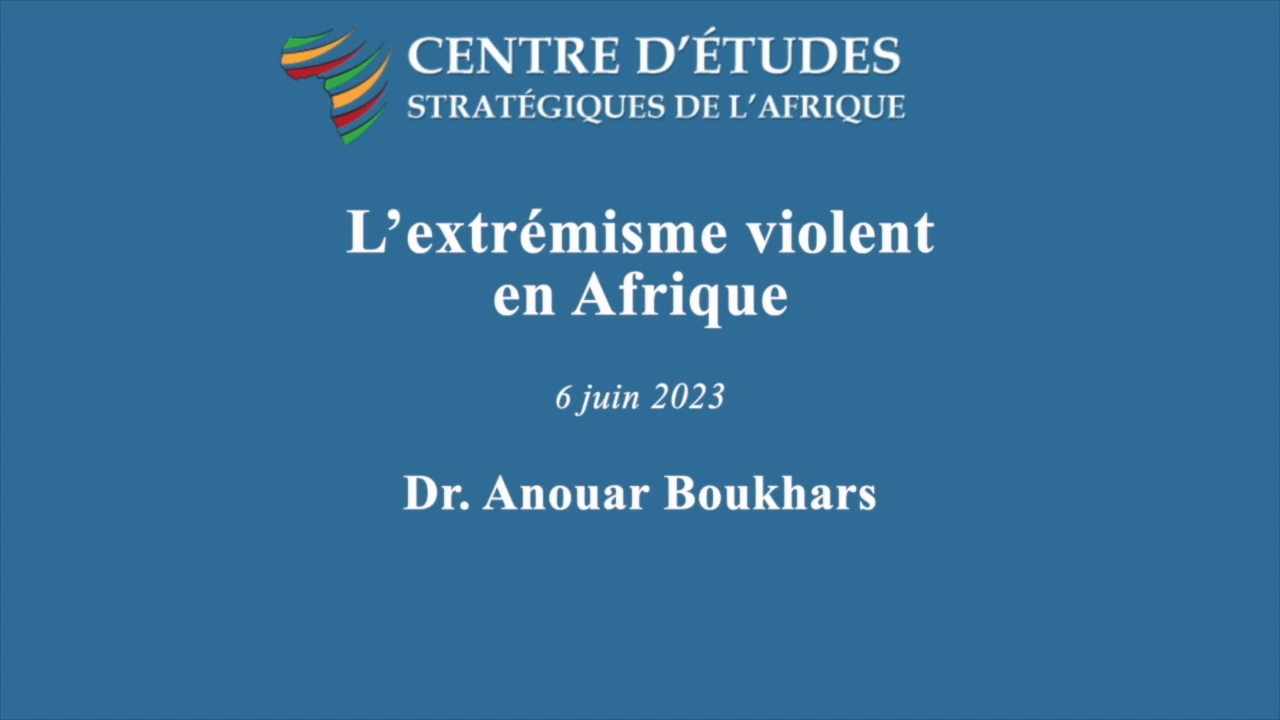 CENTRE D’ÉTUDES
STRATÉGIQUES DE L’AFRIQUE
L’extrémisme violent
en Afrique
6 juin 2023
Dr. Anouar Boukhars